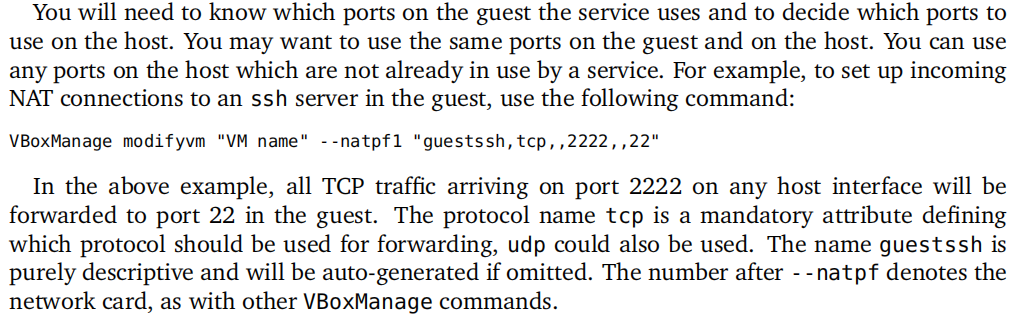 You will need to know which ports on the guest the service uses and to decide which ports to
use on the host. You may want to use the same ports on the guest and on the host. You can use
any ports on the host which are not already in use by a service. For example, to set up incoming
NAT connections to an ssh server in the guest, use the following command:
VBoxManage modifyvm "VM name" --natpf1 "guestssh,tcp,,2222,,22"
In the above example, all TCP traffic arriving on port 2222 on any host interface will be
forwarded to port 22 in the guest. The protocol name tcp is a mandatory attribute defining
which protocol should be used for forwarding, udp could also be used. The name guestssh is
purely descriptive and will be auto-generated if omitted. The number after --natpf denotes the
network card, as with other VBoxManage commands.